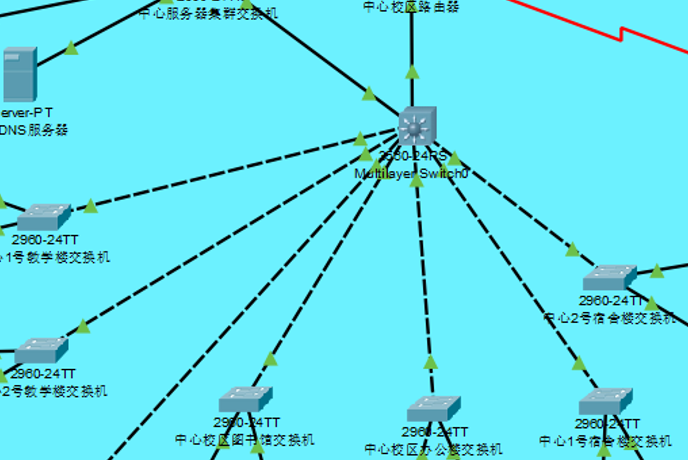 中心服务器集群交换机
中心校区路由器
erver-PT
DNS服务器
3560-24PS
Multilayer Switch0
2960-24TT
心1号教学楼交换机
2960-24TT
中心2号宿舍楼交换机
2960-24TT
心2号教学楼交换机
2960-24TT
中心校区图书馆交换机
2960-24TT
中心校区办公楼交换机
2960-24TT
中心1号宿舍楼交换机